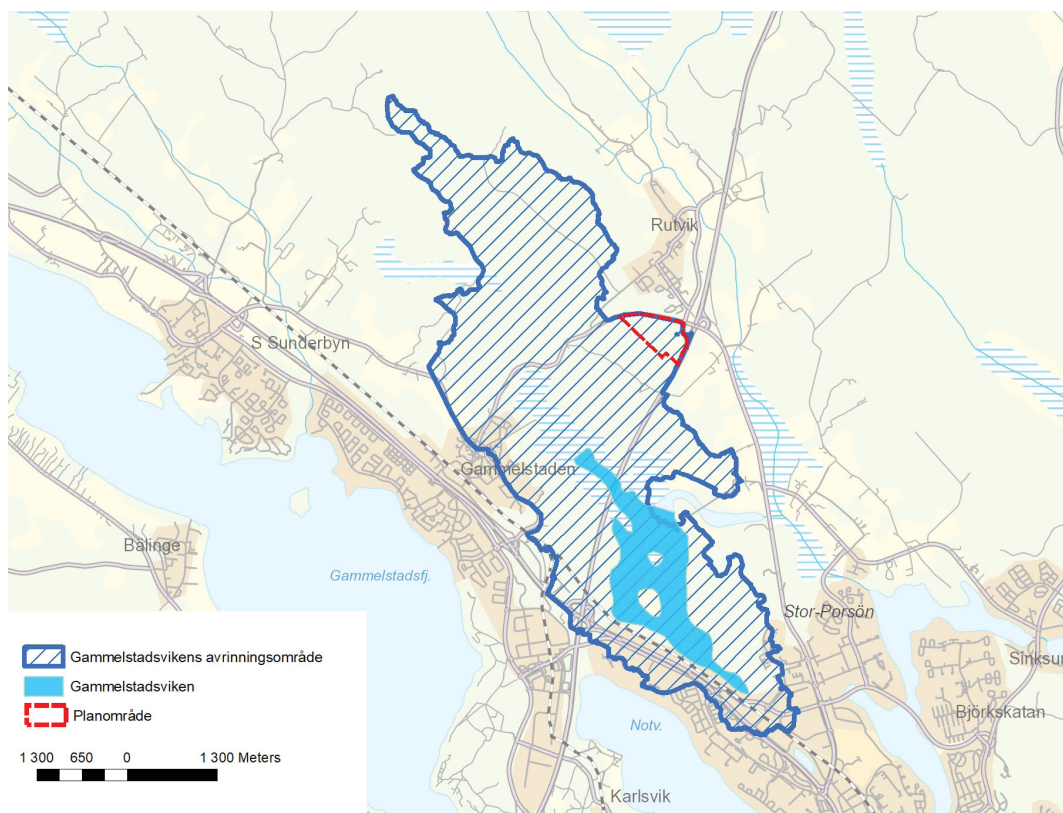 Rutvik
S Sunderbyn
Gammelstaden
Bälinge
Gammelstadsfj.
Stor-Porsön
Sinksun
Björkskatan
Notv.
Karlsvik
Gammelstadsvikens avrinningsområde
Gammelstadsviken
Planområde
1 300 650 0 1 300 Meters